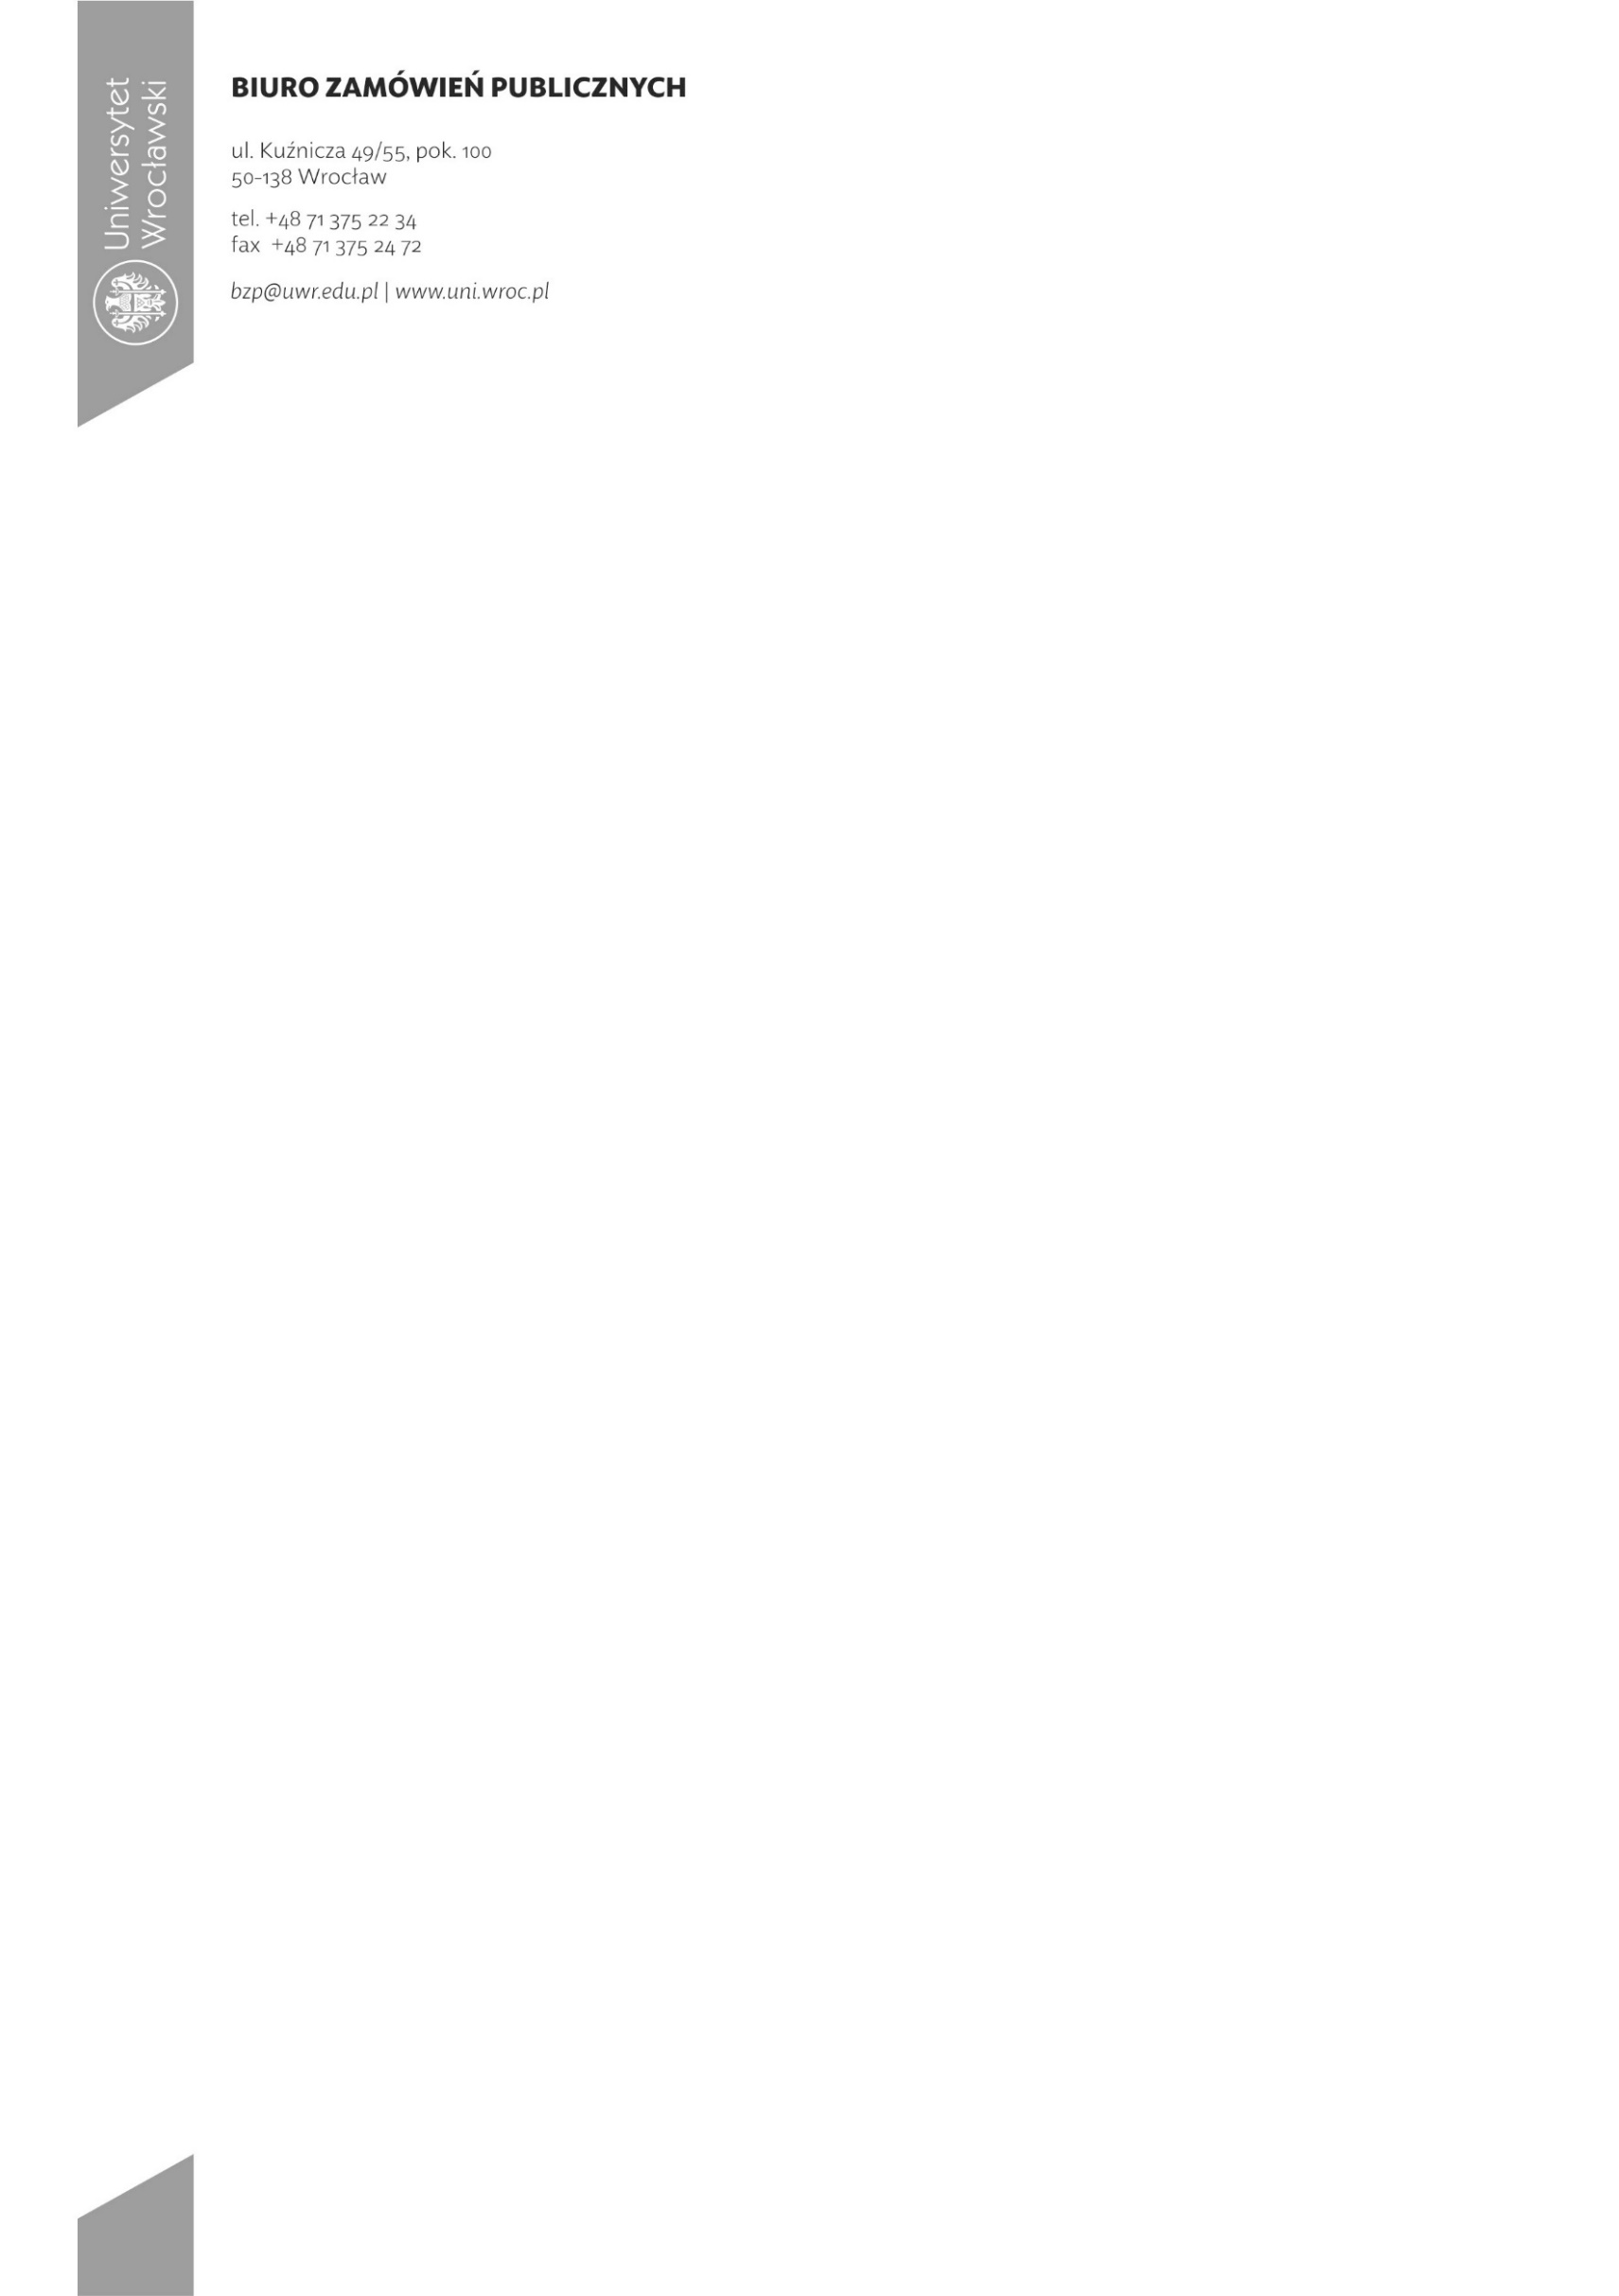 Uniwersytet
Wrocławski
BIURO ZAMÓWIEŃ PUBLICZNYCH
ul. Kuźnicza 49/55, pok. 100
50-138 Wrocław
tel. +48 71 375 22 34
fax +48 71 375 24 72
bzp@uwr.edu.pl | www.uni.wroc.pl